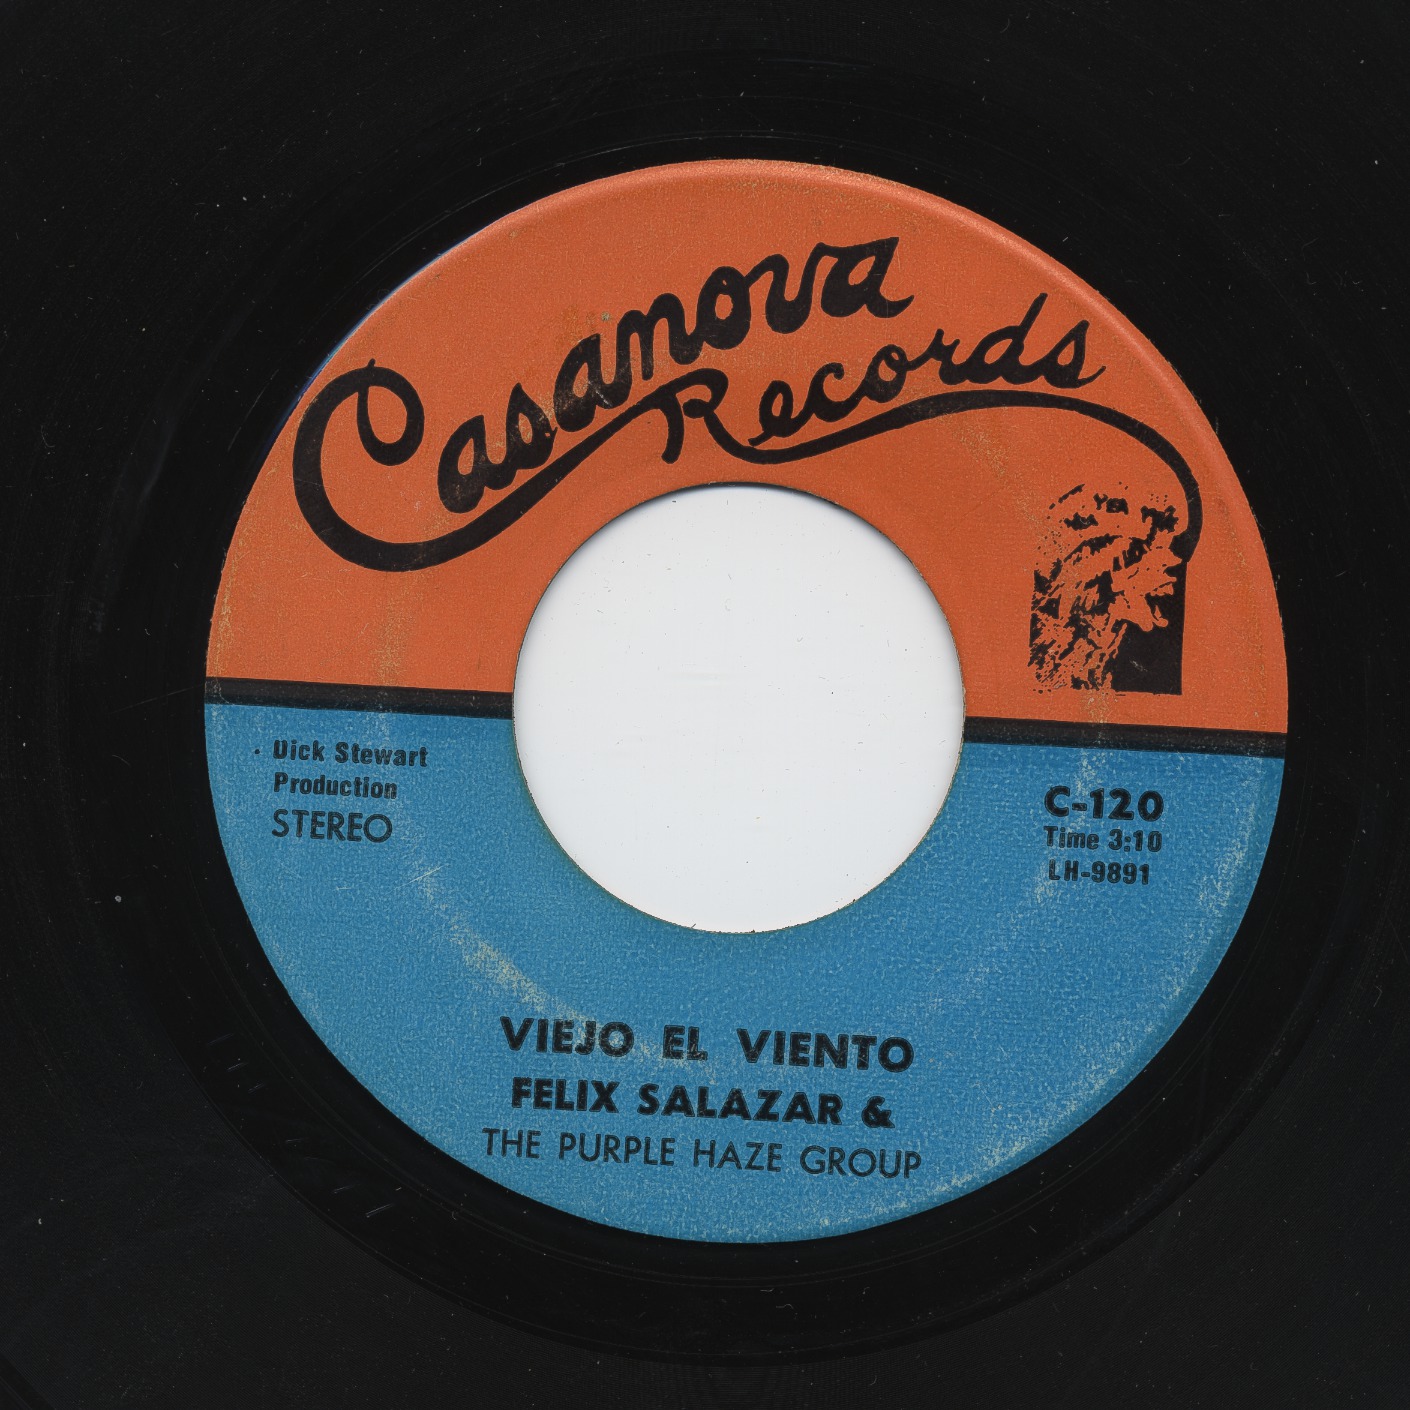 Casanova
Records
Dick Stewart
Production
STEREO
C-120
Time 3:10
LH-9891
VIEJO EL VIENTO
FELIX SALAZAR &
THE PURPLE HAZE GROUP